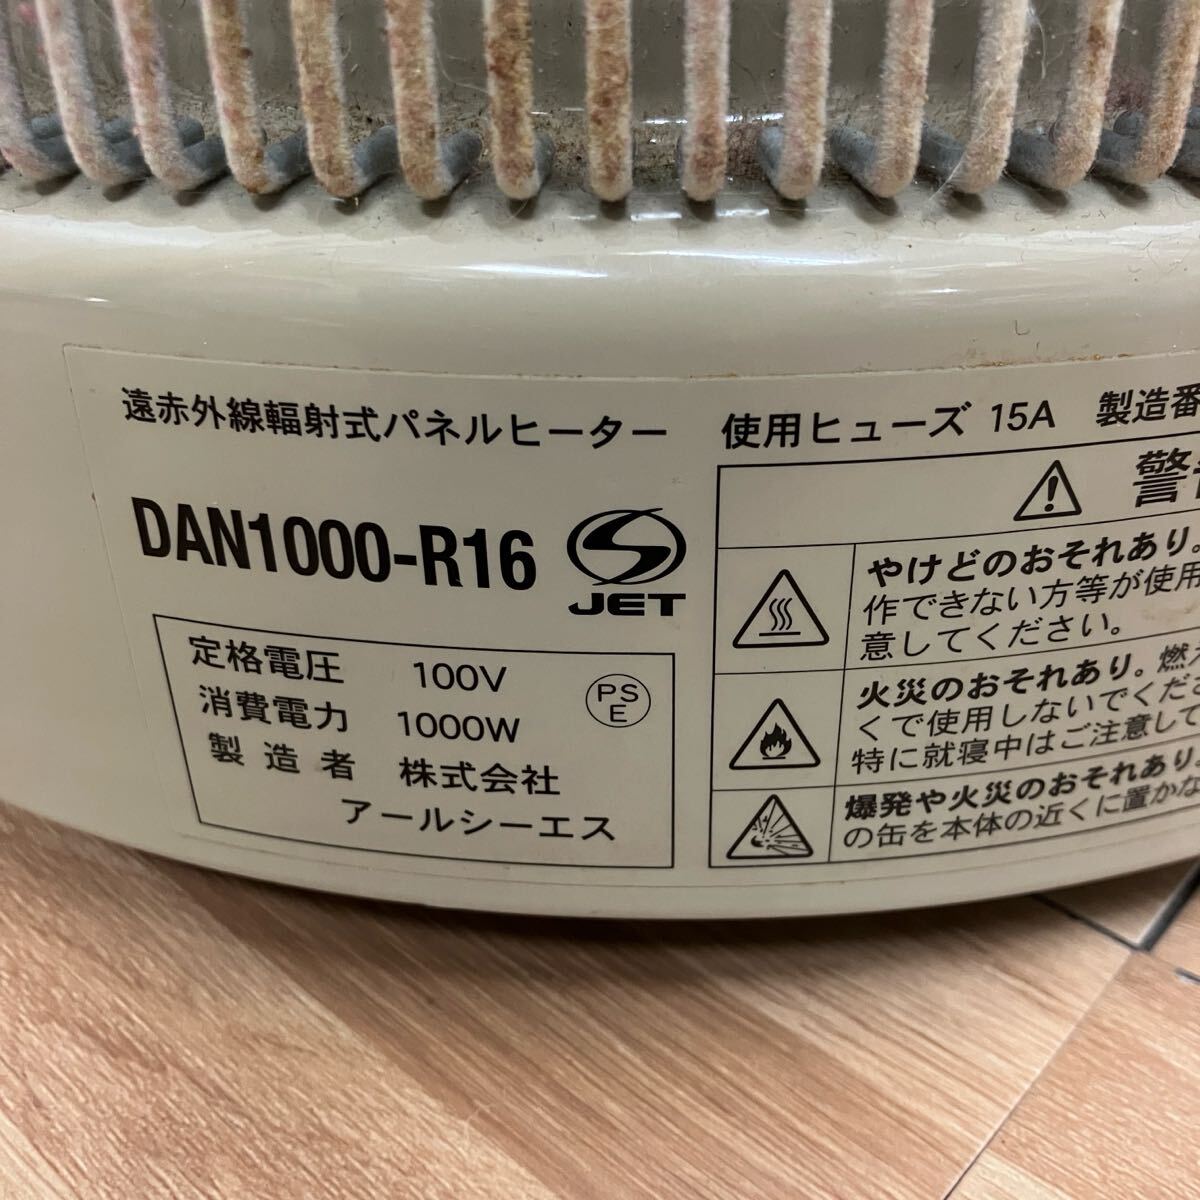 遠赤外線輻射式パネルヒーター
DAN1000-R16
JET
定格電圧 100V
消費電力 1000W
製造者 株式会社
アールシーエス
PS
E
使用ヒューズ 15A 製造番
警
やけどのおそれあり。
作できない方等が使用
意してください。
火災のおそれあり。燃
くで使用しないでくださ
特に就寝中はご注意して
爆発や火災のおそれあり。
の缶を本体の近くに置かな